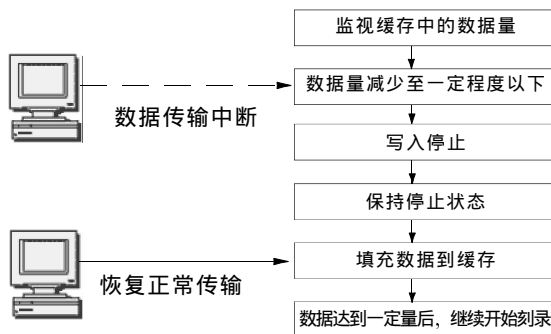 监视缓存中的数据量
数据量减少至一定程度以下
数据传输中断
写入停止
保持停止状态
填充数据到缓存
恢复正常传输
数据达到一定量后，继续开始刻录